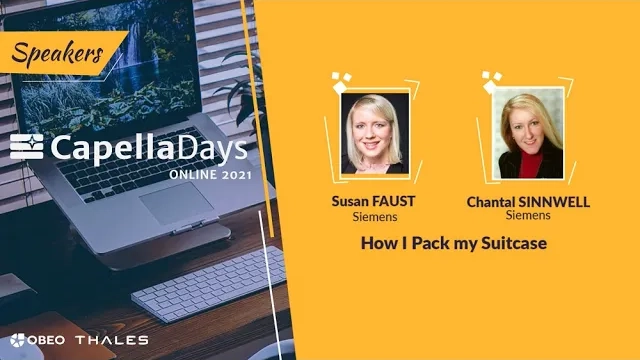 Speakers
CapellaDays
ONLINE 2021
OBEO THALES
Susan FAUST
Siemens
Chantal SINNWELL
Siemens
How I Pack my Suitcase